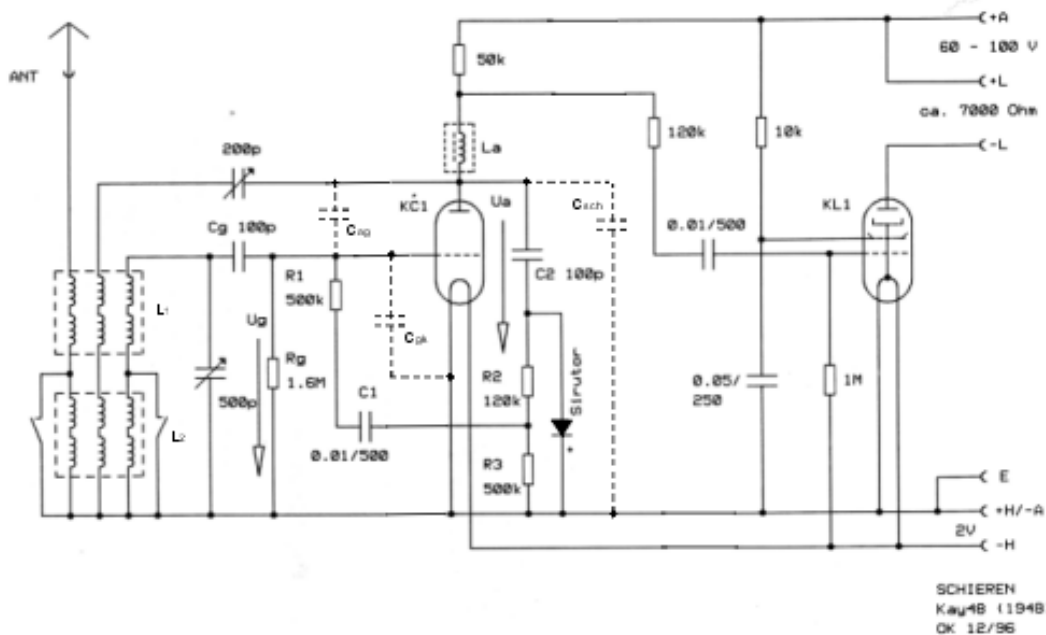 ANT
200p
Cg 100p
L1
L2
500p
Ug
Rg
1.6M
R1
500k
C1
0.01/500
Cag
Cgk
50k
La
KC1
Ua
C2 100p
R2
120k
R3
500k
Sirutor
+
120k
10k
0.01/500
0.05/
250
1M
KL1
+A
60 - 100 V
+L
ca. 7000 Ohm
-L
E
+H/-A
2V
-H
SCHIEREN
Kay4B (1948
OK 12/96